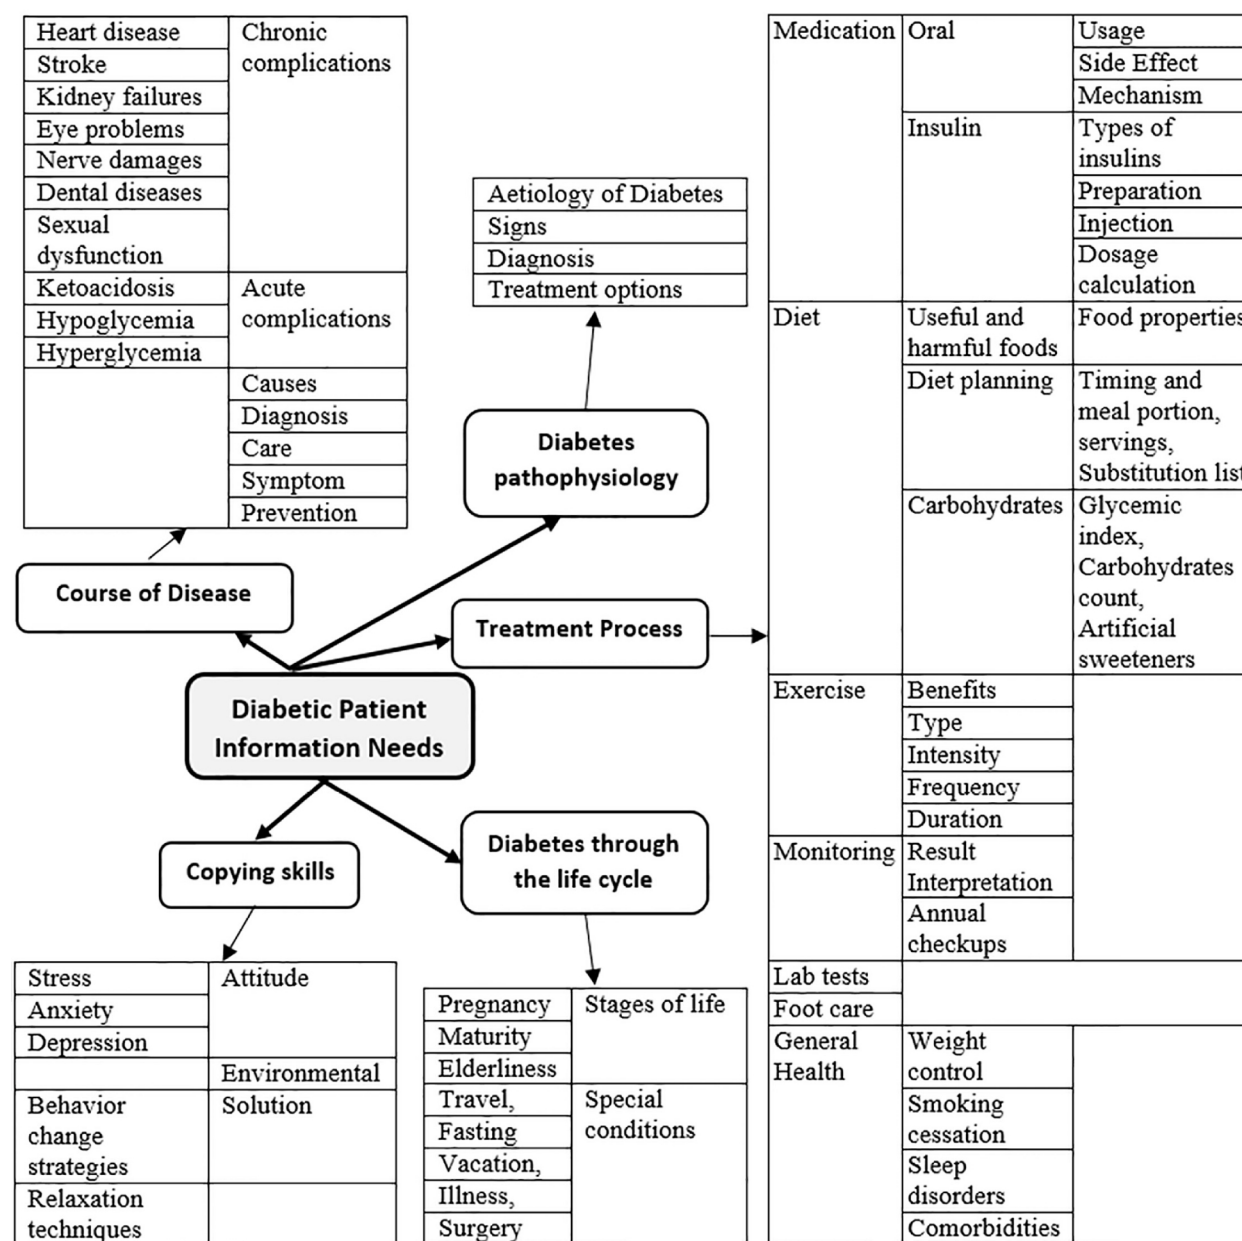 Heart disease
Stroke
Kidney failures
Eye problems
Nerve damages
Dental diseases
Sexual
dysfunction
Chronic
complications
Ketoacidosis
Hypoglycemia
Hyperglycemia
Acute
complications
Causes
Diagnosis
Care
Symptom
Prevention
Course of Disease
Aetiology of Diabetes
Signs
Diagnosis
Treatment options
Diabetes
pathophysiology
Treatment Process
Diabetic Patient
Information Needs
Copying skills
Diabetes through
the life cycle
Stress
Anxiety
Depression
Attitude
Environmental
Behavior
change
strategies
Solution
Relaxation
techniques
Pregnancy
Maturity
Elderliness
Stages of life
Travel,
Fasting
Vacation,
Illness,
Surgery
Special
conditions
Medication
Oral
Usage
Side Effect
Mechanism
Insulin
Types of
insulins
Preparation
Injection
Dosage
calculation
Diet
Useful and
harmful foods
Food properties
Diet planning
Timing and
meal portion,
servings,
Substitution list
Carbohydrates
Glycemic
index,
Carbohydrates
count,
Artificial
sweeteners
Exercise
Benefits
Type
Intensity
Frequency
Duration
Monitoring
Result
Interpretation
Annual
checkups
Lab tests
Foot care
General
Health
Weight
control
Smoking
cessation
Sleep
disorders
Comorbidities